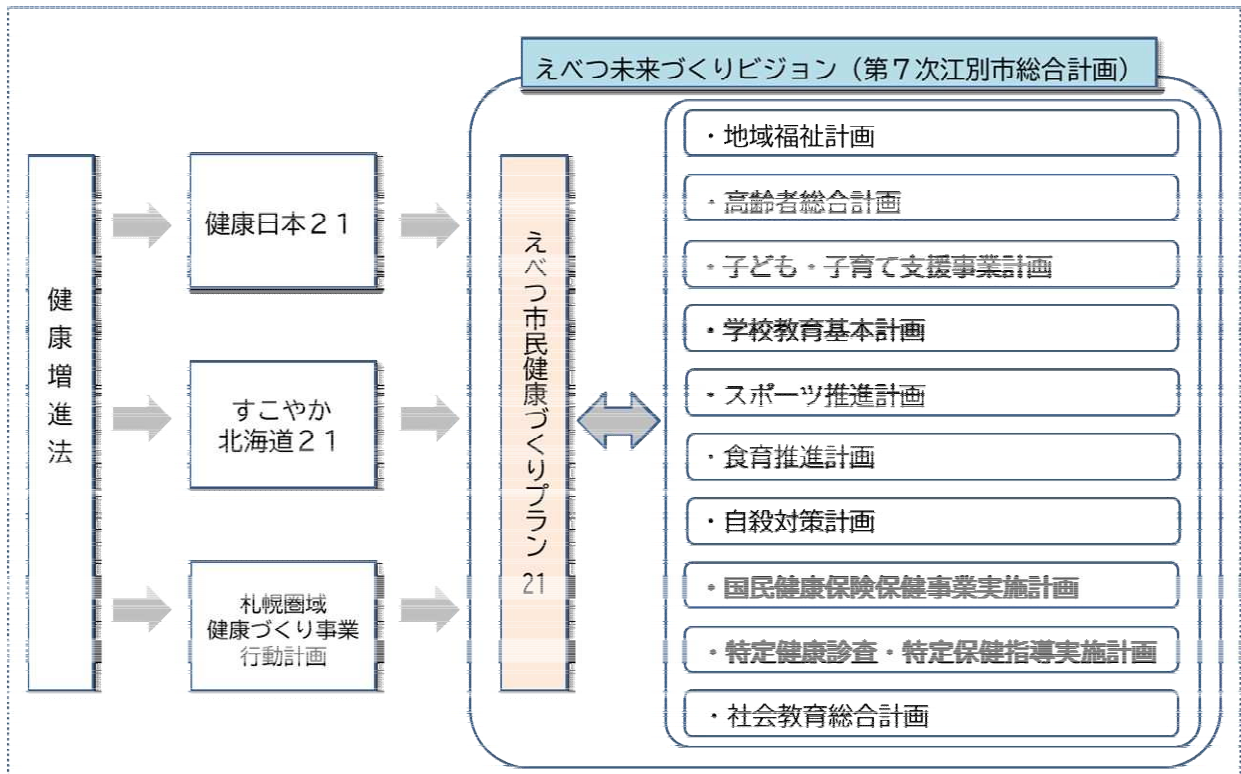 えべつ未来づくりビジョン（第７次江別市総合計画）
健康増進法
健康日本２１
すこやか
北海道２１
札幌圏域
健康づくり事業
行動計画
えべつ市民健康づくりプラン21
・地域福祉計画
・高齢者総合計画
・子ども・子育て支援事業計画
・学校教育基本計画
・スポーツ推進計画
・食育推進計画
・自殺対策計画
・国民健康保険保健事業実施計画
・特定健康診査・特定保健指導実施計画
・社会教育総合計画